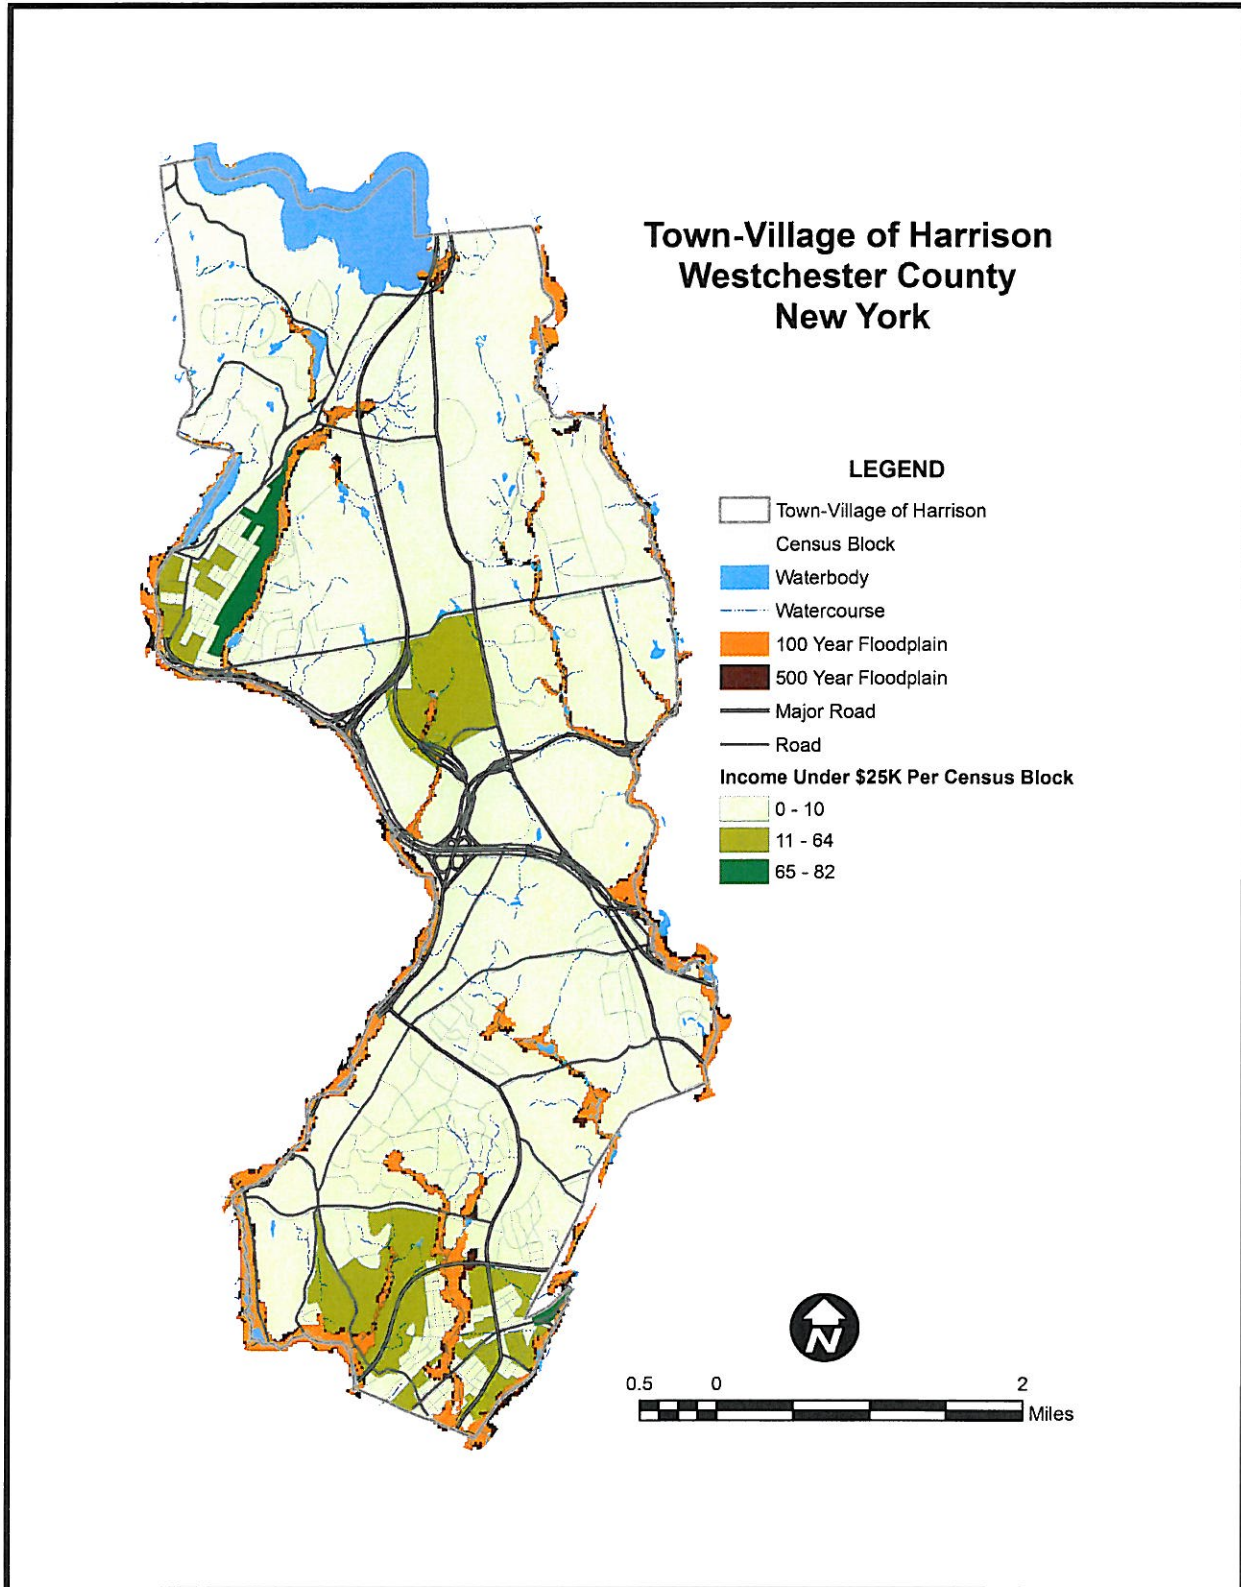 Town-Village of Harrison
Westchester County
New York
LEGEND
Town-Village of Harrison
Census Block
Waterbody
Watercourse
100 Year Floodplain
500 Year Floodplain
Major Road
Road
Income Under $25K Per Census Block
0 - 10
11 - 64
65 - 82
N
0.5 0 2
Miles